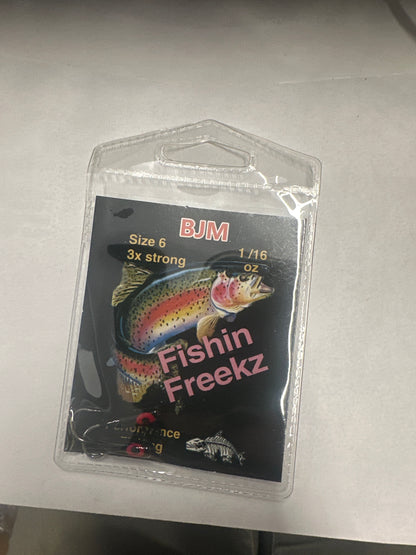 BJM
Size 6
3x strong
1/16
oz
Fishin
Freekz